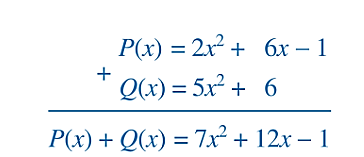 P(x) = 2x² + 6x − 1
+
Q(x) = 5x² + 6
P(x) + Q(x) = 7x² + 12x − 1